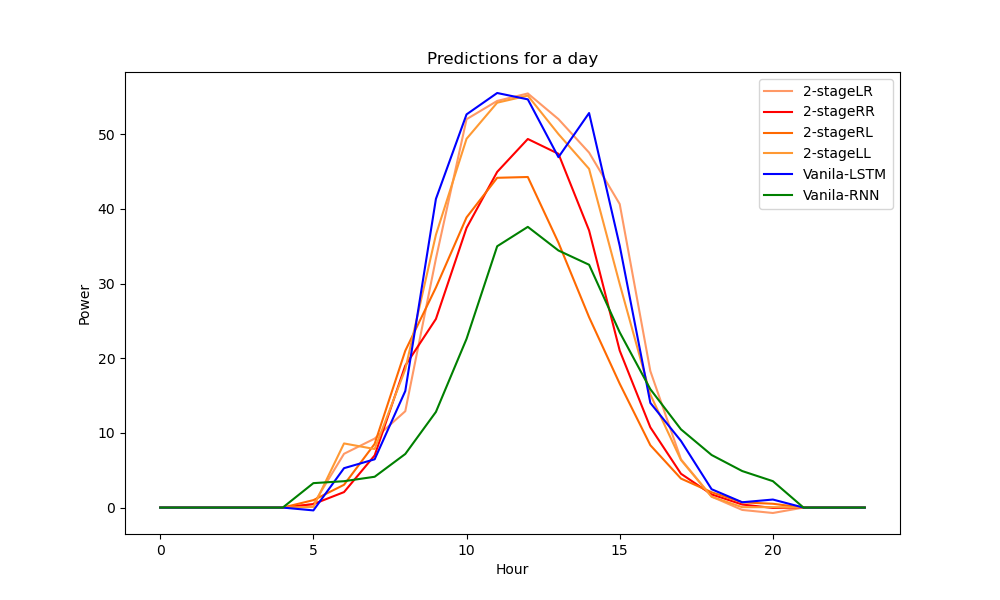 Predictions for a day
2-stageLR
2-stageRR
2-stageRL
2-stageLL
Vanila-LSTM
Vanila-RNN
50
40
30
20
10
0
Power
0 5 10 15 20
Hour